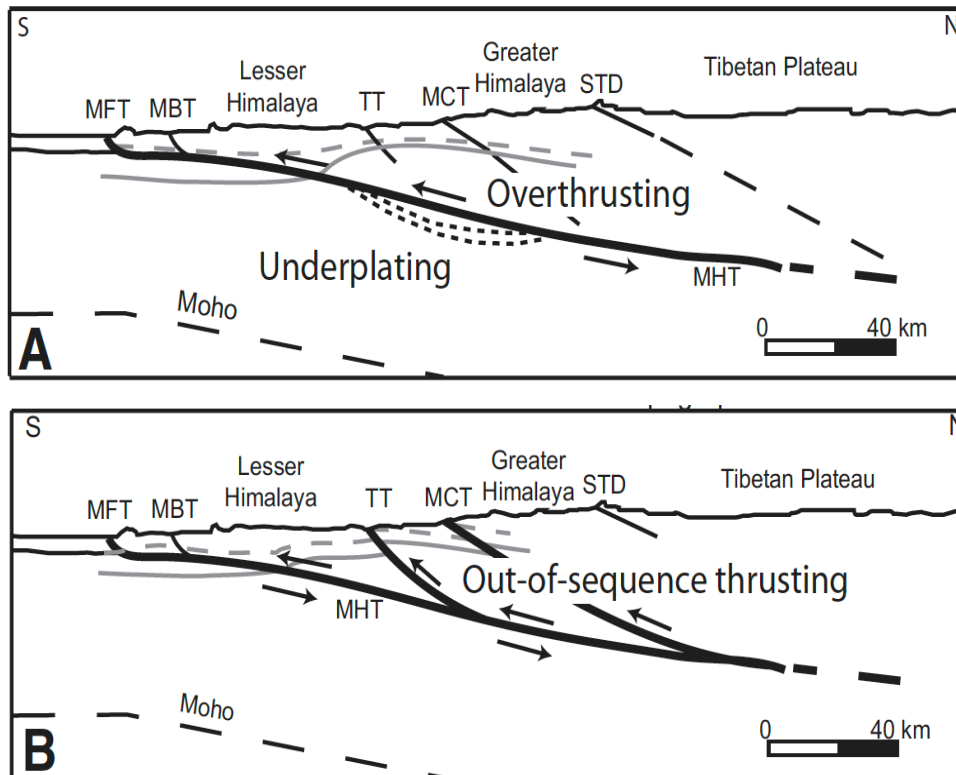 S N
Greater
Lesser Himalaya STD Tibetan Plateau
MFT MBT Himalaya TT MCT
Overthrusting
Underplating
MHT
Moho
0 40 km
A
S
Greater
Lesser Himalaya STD Tibetan Plateau
MFT MBT Himalaya TT MCT
Out-of-sequence thrusting
MHT
Moho
0 40 km
B